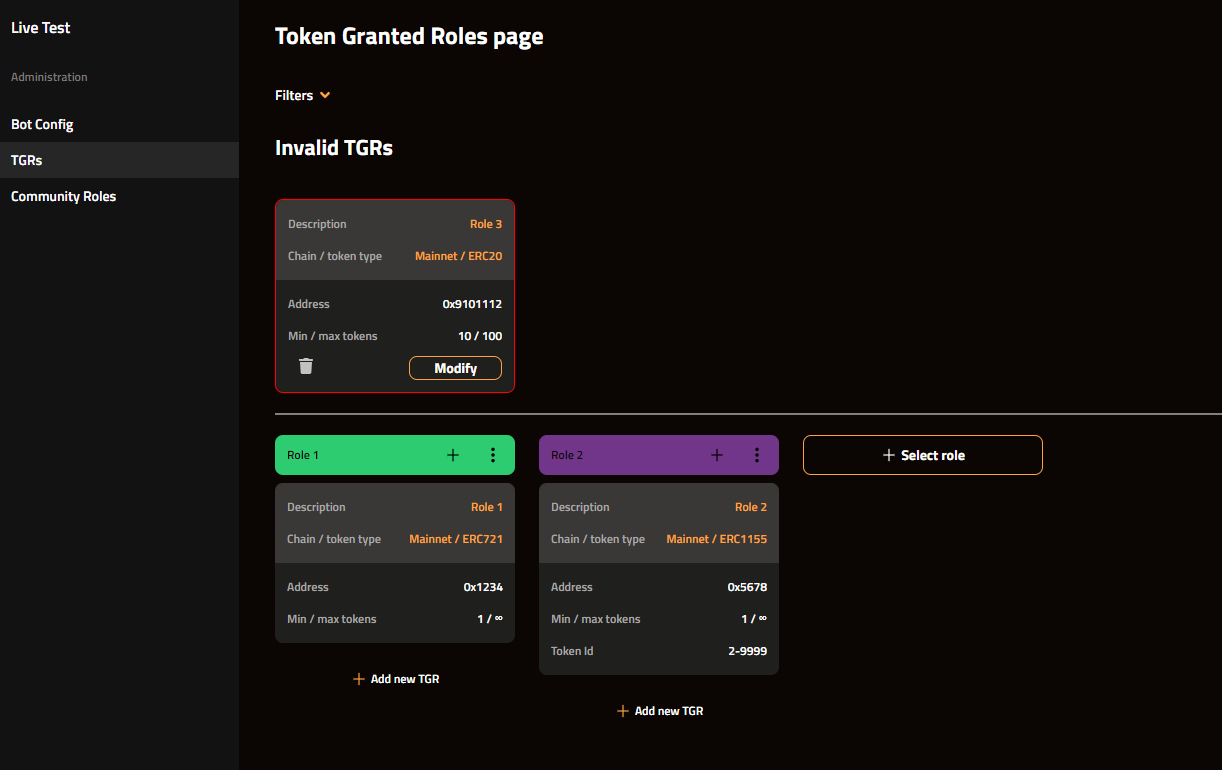 Live Test
Administration
Bot Config
TGRs
Community Roles
Token Granted Roles page
Filters
Invalid TGRs
Description Role 3
Chain / token type Mainnet / ERC20
Address 0x9101112
Min / max tokens 10 / 100
Modify
Role 1
Description Role 1
Chain / token type Mainnet / ERC721
Address 0x1234
Min / max tokens 1 / ∞
+ Add new TGR
Role 2
Description Role 2
Chain / token type Mainnet / ERC1155
Address 0x5678
Min / max tokens 1 / ∞
Token Id 2-9999
+ Add new TGR
+ Select role